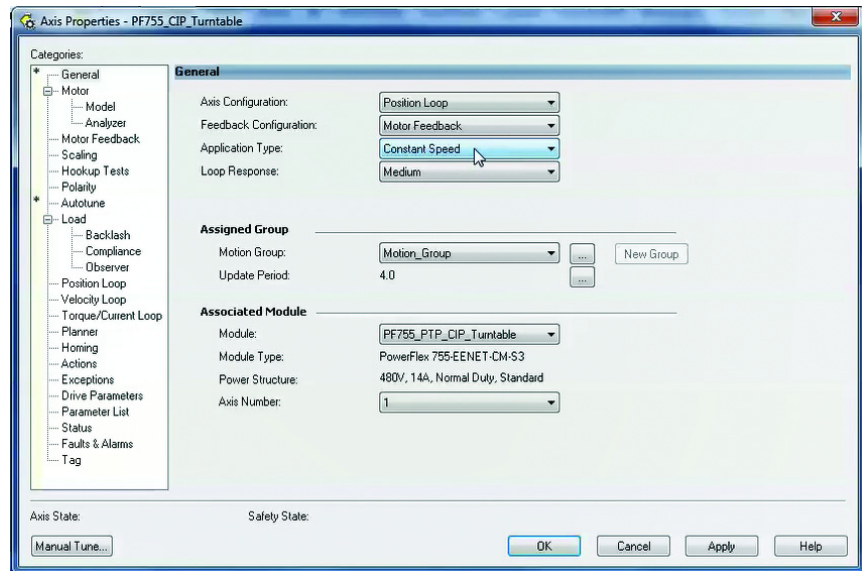 Axis Properties - PF755_CIP_Turntable
Categories:
* General
Motor
Model
Analyzer
Motor Feedback
Scaling
Hookup Tests
Polarity
* Autotune
Load
Backlash
Compliance
Observer
Position Loop
Velocity Loop
Torque/Current Loop
Planner
Homing
Actions
Exceptions
Drive Parameters
Parameter List
Status
Faults & Alarms
Tag
General
Axis Configuration: Position Loop
Feedback Configuration: Motor Feedback
Application Type: Constant Speed
Loop Response: Medium
Assigned Group
Motion Group: Motion_Group ... New Group
Update Period: 4.0 ...
Associated Module
Module: PF755_PTP_CIP_Turntable
Module Type: PowerFlex 755-EENET-CM-S3
Power Structure: 480V, 14A, Normal Duty, Standard
Axis Number: 1
Axis State: Safety State:
Manual Tune... OK Cancel Apply Help